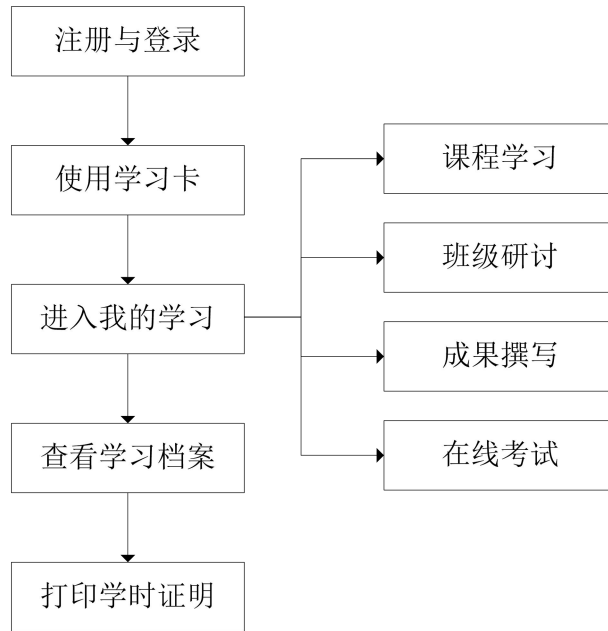 注册与登录
使用学习卡
进入我的学习
查看学习档案
打印学时证明
课程学习
班级研讨
成果撰写
在线考试